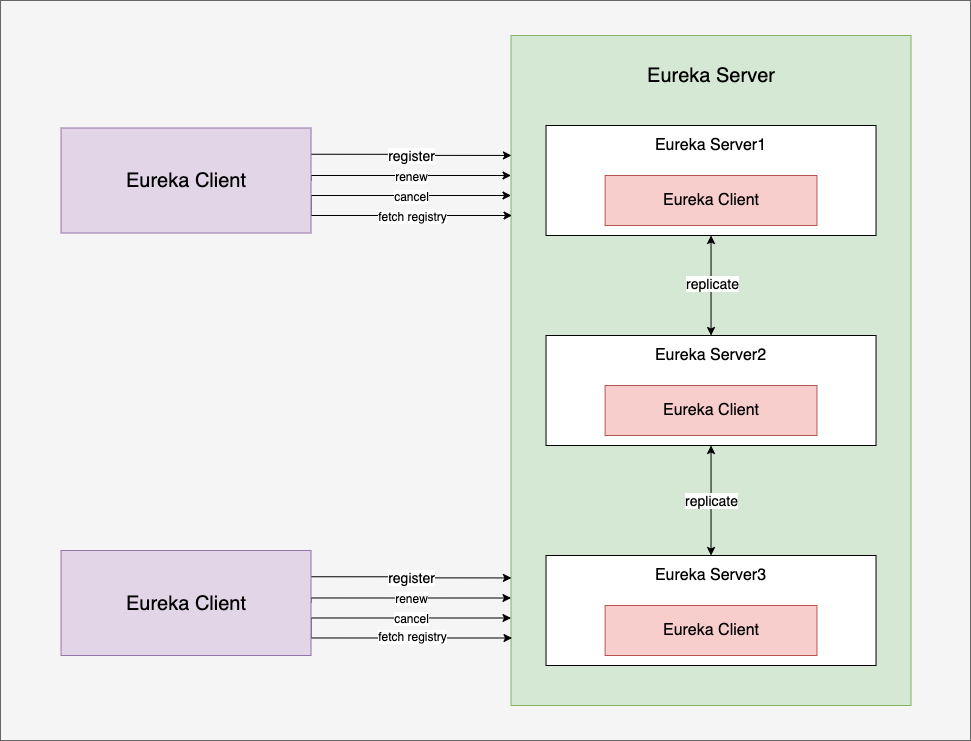 Eureka Server
Eureka Client
register
renew
cancel
fetch registry
Eureka Server1
Eureka Client
replicate
Eureka Server2
Eureka Client
replicate
Eureka Client
register
renew
cancel
fetch registry
Eureka Server3
Eureka Client